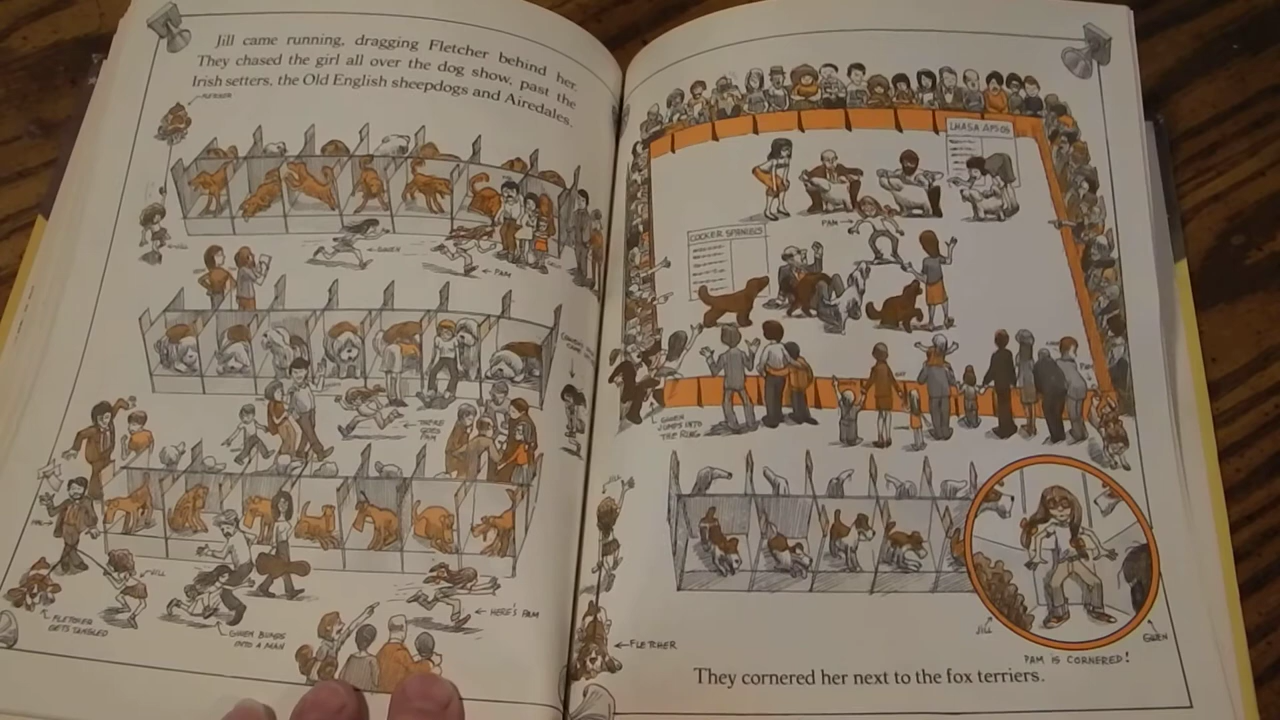 Jill came running, dragging Fletcher behind her.
They chased the girl all over the dog show, past the
Irish setters, the Old English sheepdogs and Airedales.
FLETCHER
JILL
GWEN
PAM
THERE
GOES
PAM
JILL
FLETCHER
GETS TANGLED
GWEN BUMPS
INTO A MAN
HERE'S PAM
LHASA APSOS
PAM
COCKER SPANIELS
GWEN
JUMPS INTO
THE RING
FLETCHER
JILL
GWEN
PAM IS CORNERED!
They cornered her next to the fox terriers.